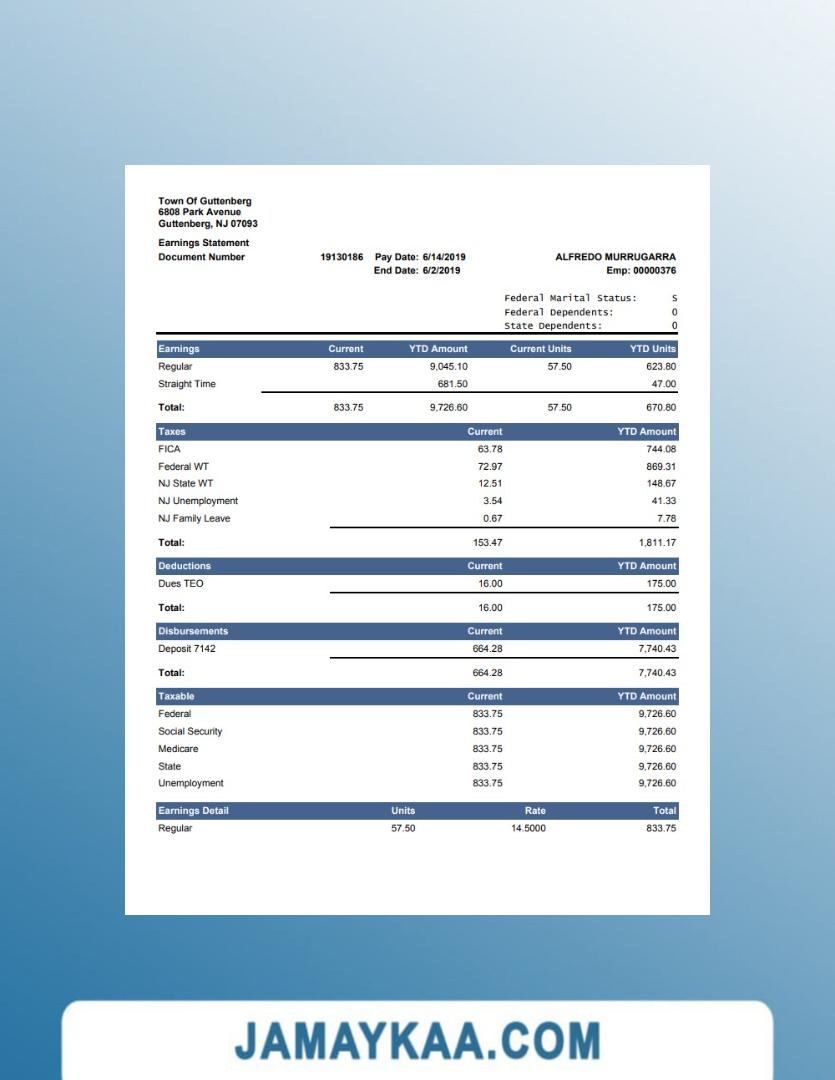 Town Of Guttenberg
6808 Park Avenue
Guttenberg, NJ 07093
Earnings Statement
Document Number 19130186 Pay Date: 6/14/2019 ALFREDO MURRUGARRA
End Date: 6/2/2019 Emp: 00000376
Federal Marital Status: S
Federal Dependents: 0
State Dependents: 0
Earnings Current YTD Amount Current Units YTD Units
Regular 833.75 9,045.10 57.50 623.80
Straight Time 681.50 47.00
Total: 833.75 9,726.60 57.50 670.80
Taxes Current YTD Amount
FICA 63.78 744.08
Federal WT 72.97 869.31
NJ State WT 12.51 148.67
NJ Unemployment 3.54 41.33
NJ Family Leave 0.67 7.78
Total: 153.47 1,811.17
Deductions Current YTD Amount
Dues TEO 16.00 175.00
Total: 16.00 175.00
Disbursements Current YTD Amount
Deposit 7142 664.28 7,740.43
Total: 664.28 7,740.43
Taxable Current YTD Amount
Federal 833.75 9,726.60
Social Security 833.75 9,726.60
Medicare 833.75 9,726.60
State 833.75 9,726.60
Unemployment 833.75 9,726.60
Earnings Detail Units Rate Total
Regular 57.50 14.5000 833.75
JAMAYKAA.COM